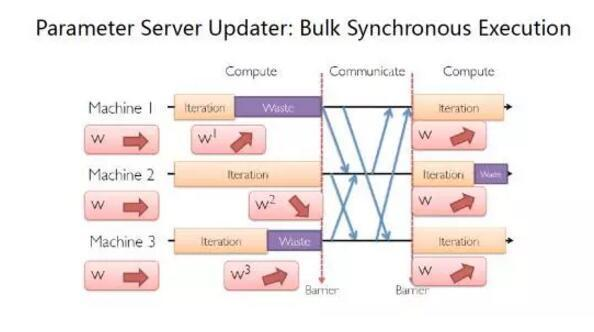 Parameter Server Updater: Bulk Synchronous Execution
Compute Communicate Compute
Machine 1 Iteration Waste Iteration
W W1 W
Machine 2 Iteration Iteration Waste
W W2 W
Machine 3 Iteration Waste Iteration
W W3 W
Barrier Barrier